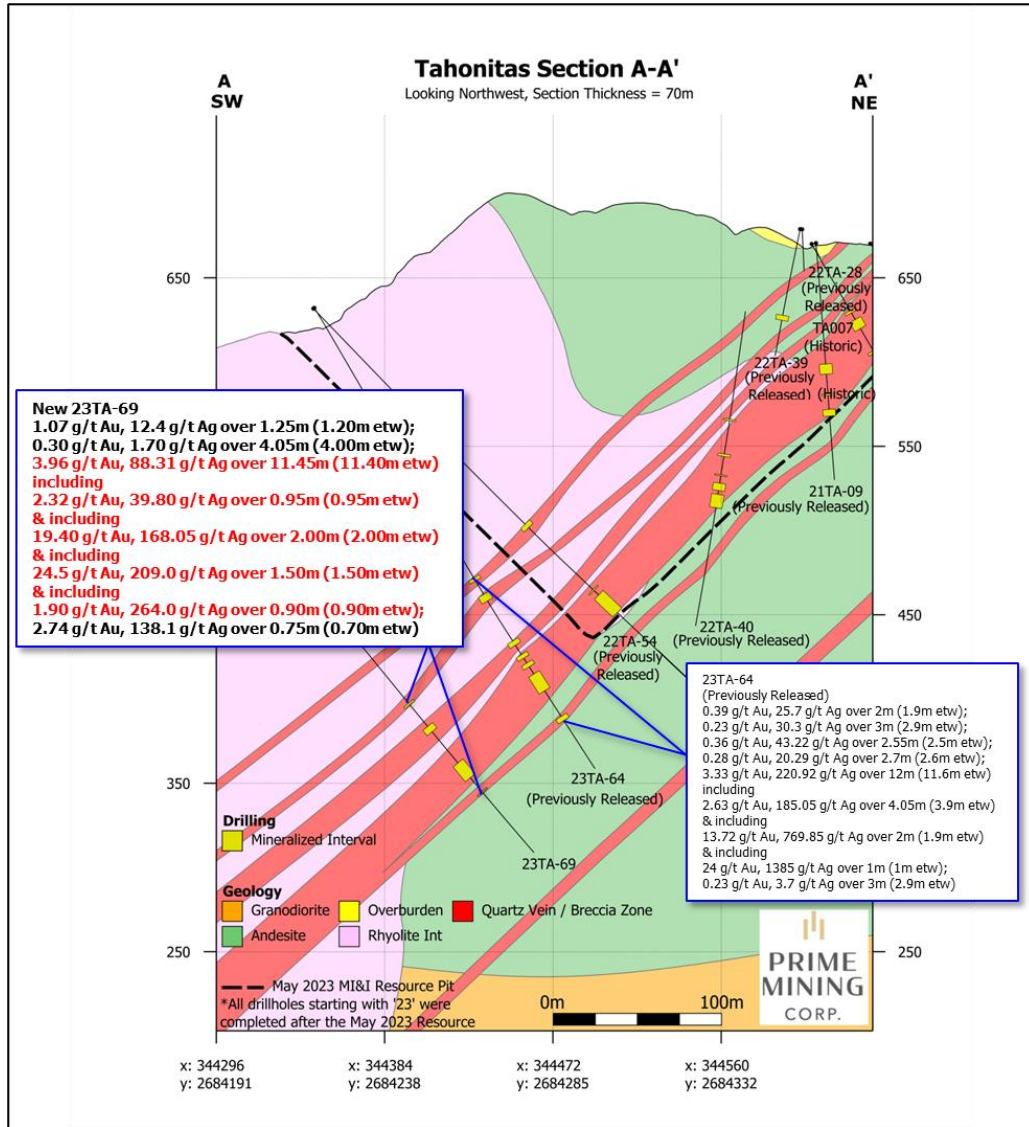 Tahonitas Section A-A'
Looking Northwest, Section Thickness = 70m
A
SW
A'
NE
650
650
22TA-28
(Previously
Released)
TA007
(Historic)
22TA-39
(Previously
Released)
(Historic)
550
550
21TA-09
(Previously Released)
New 23TA-69
1.07 g/t Au, 12.4 g/t Ag over 1.25m (1.20m etw);
0.30 g/t Au, 1.70 g/t Ag over 4.05m (4.00m etw);
3.96 g/t Au, 88.31 g/t Ag over 11.45m (11.40m etw)
including
2.32 g/t Au, 39.80 g/t Ag over 0.95m (0.95m etw)
& including
19.40 g/t Au, 168.05 g/t Ag over 2.00m (2.00m etw)
& including
24.5 g/t Au, 209.0 g/t Ag over 1.50m (1.50m etw)
& including
1.90 g/t Au, 264.0 g/t Ag over 0.90m (0.90m etw);
2.74 g/t Au, 138.1 g/t Ag over 0.75m (0.70m etw)
450
22TA-40
(Previously Released)
22TA-54
(Previously
Released)
23TA-64
(Previously Released)
0.39 g/t Au, 25.7 g/t Ag over 2m (1.9m etw);
0.23 g/t Au, 30.3 g/t Ag over 3m (2.9m etw);
0.36 g/t Au, 43.22 g/t Ag over 2.55m (2.5m etw);
0.28 g/t Au, 20.29 g/t Ag over 2.7m (2.6m etw);
3.33 g/t Au, 220.92 g/t Ag over 12m (11.6m etw)
including
2.63 g/t Au, 185.05 g/t Ag over 4.05m (3.9m etw)
& including
13.72 g/t Au, 769.85 g/t Ag over 2m (1.9m etw)
& including
24 g/t Au, 1385 g/t Ag over 1m (1m etw);
0.23 g/t Au, 3.7 g/t Ag over 3m (2.9m etw)
350
23TA-64
(Previously Released)
23TA-69
Drilling
Mineralized Interval
Geology
Granodiorite
Overburden
Quartz Vein / Breccia Zone
Andesite
Rhyolite Int
250
250
May 2023 MI&I Resource Pit
*All drillholes starting with '23' were
completed after the May 2023 Resource
0m
100m
PRIME
MINING
CORP.
x: 344296
y: 2684191
x: 344384
y: 2684238
x: 344472
y: 2684285
x: 344560
y: 2684332